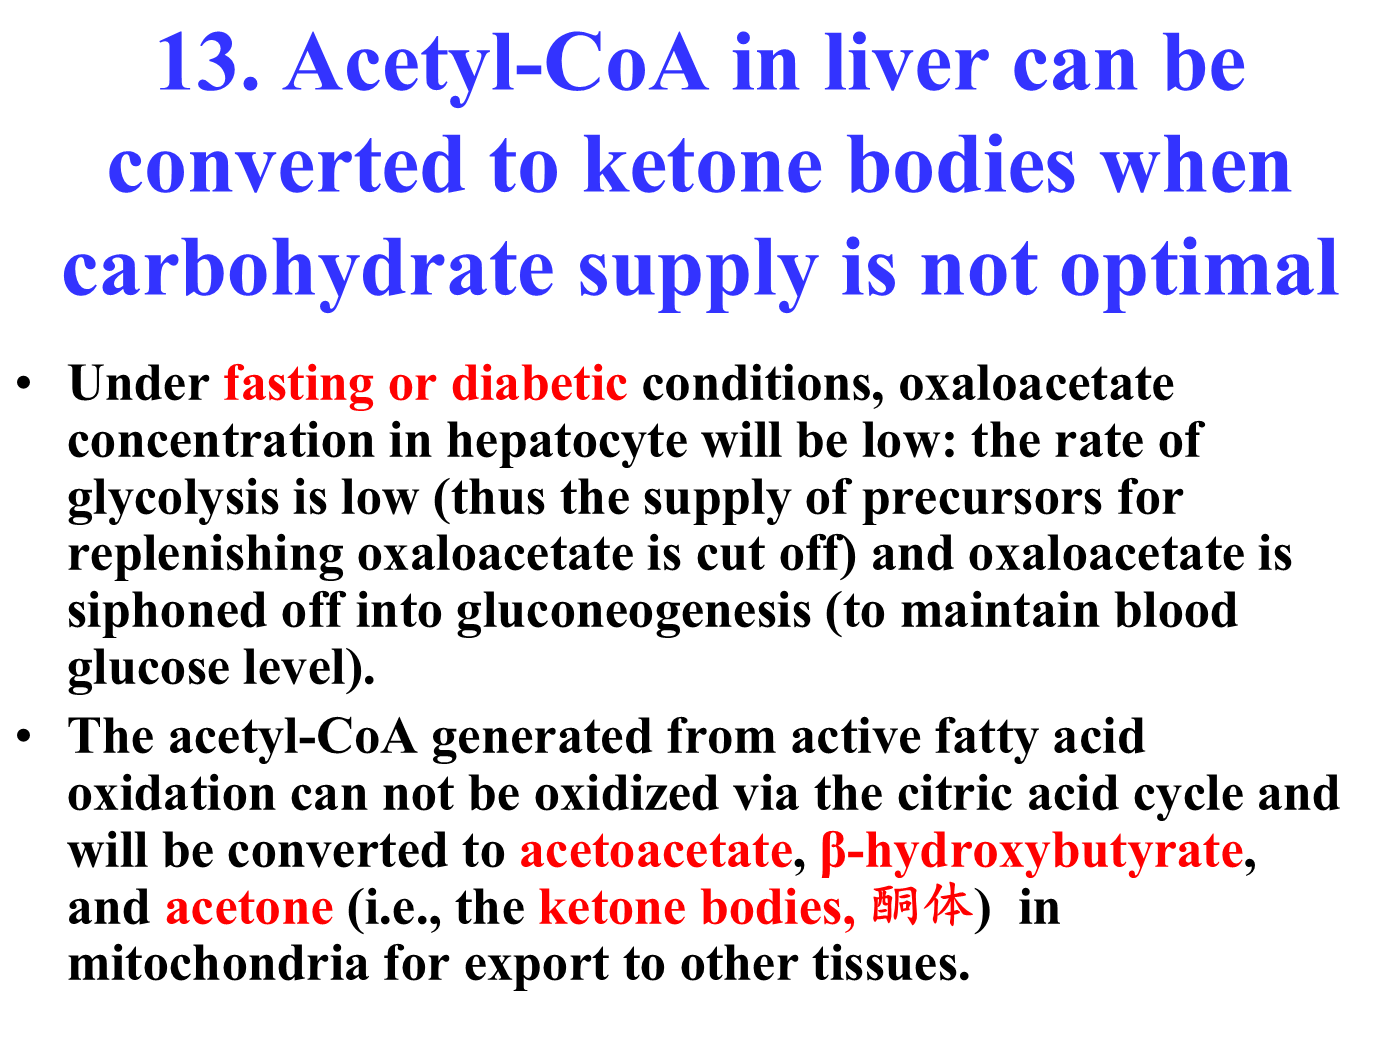 13. Acetyl-CoA in liver can be
converted to ketone bodies when
carbohydrate supply is not optimal
• Under fasting or diabetic conditions, oxaloacetate
concentration in hepatocyte will be low: the rate of
glycolysis is low (thus the supply of precursors for
replenishing oxaloacetate is cut off) and oxaloacetate is
siphoned off into gluconeogenesis (to maintain blood
glucose level).
• The acetyl-CoA generated from active fatty acid
oxidation can not be oxidized via the citric acid cycle and
will be converted to acetoacetate, β-hydroxybutyrate,
and acetone (i.e., the ketone bodies, 酮体) in
mitochondria for export to other tissues.